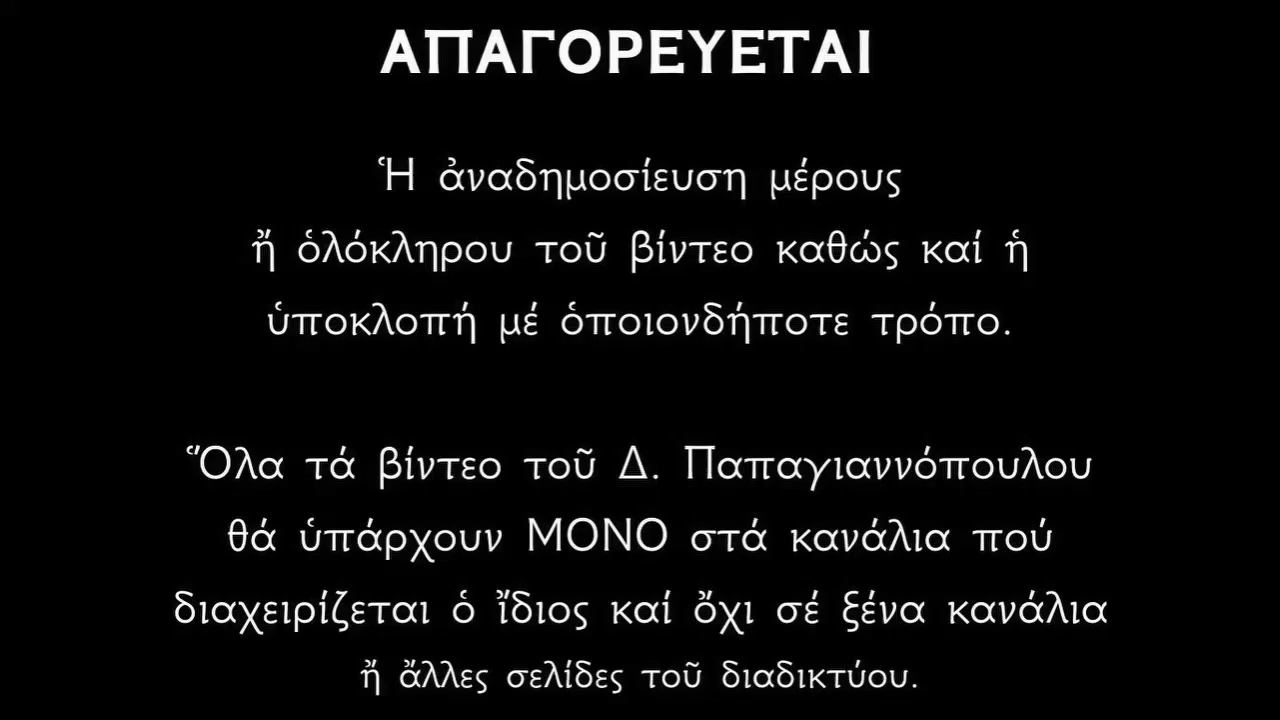 ΑΠΑΓΟΡΕΥΕΤΑΙ
Ἡ ἀναδημοσίευση μέρους
ἤ ὁλόκληρου τοῦ βίντεο καθώς καί ἡ
ὑποκλοπή μέ ὁποιονδήποτε τρόπο.
Ὅλα τά βίντεο τοῦ Δ. Παπαγιαννόπουλου
θά ὑπάρχουν ΜΟΝΟ στά κανάλια πού
διαχειρίζεται ὁ ἴδιος καί ὄχι σέ ξένα κανάλια
ἤ ἄλλες σελίδες τοῦ διαδικτύου.